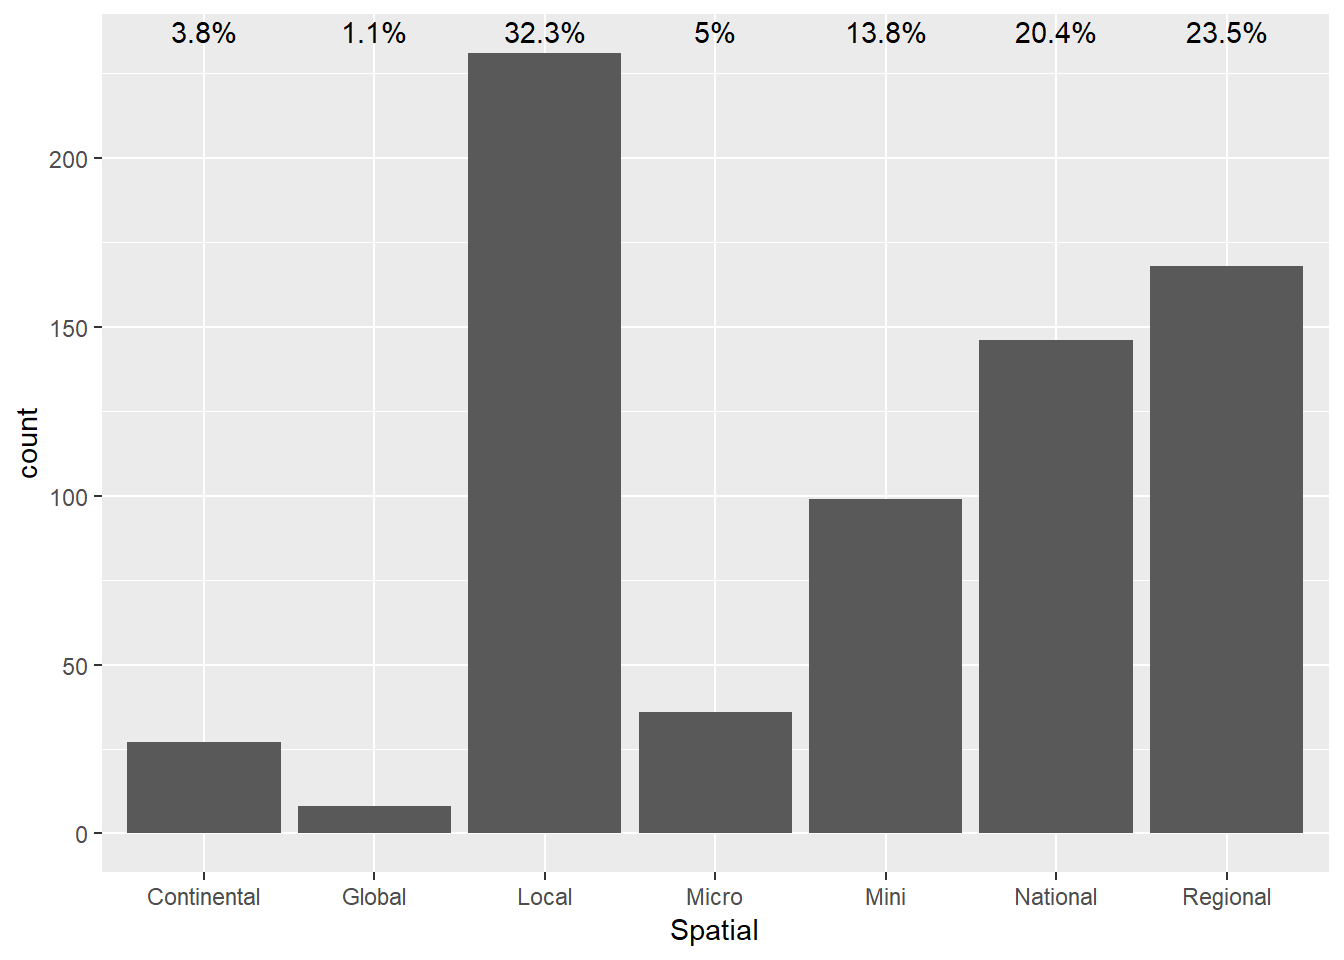 3.8% 1.1% 32.3% 5% 13.8% 20.4% 23.5%
200
150
100
50
0
count
Continental Global Local Micro Mini National Regional
Spatial